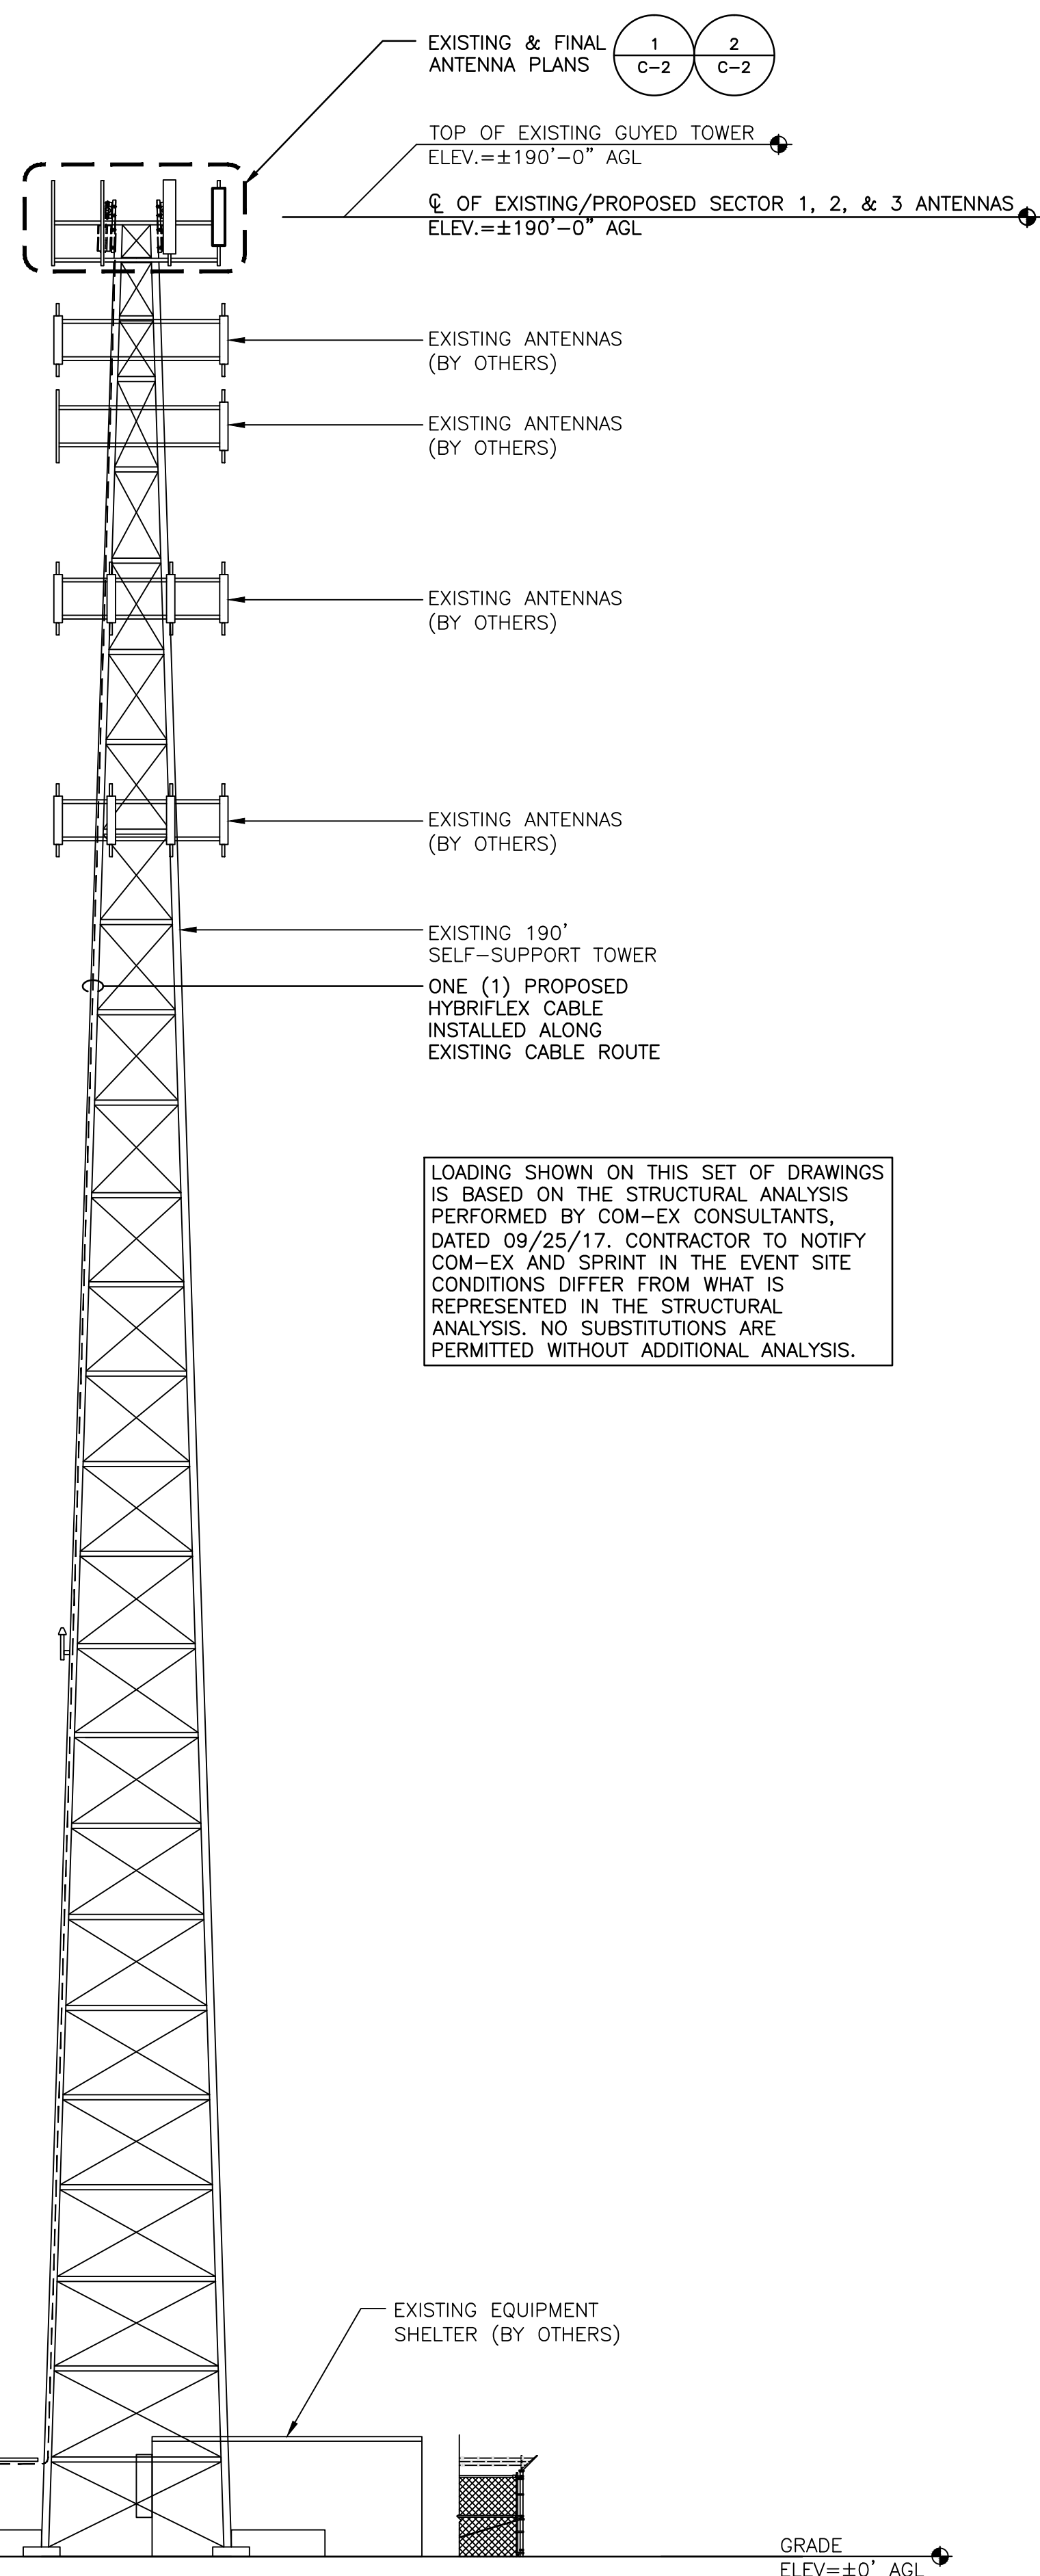 EXISTING & FINAL
ANTENNA PLANS
1
C-2
2
C-2
TOP OF EXISTING GUYED TOWER
ELEV.=±190'-0" AGL
℄ OF EXISTING/PROPOSED SECTOR 1, 2, & 3 ANTENNAS
ELEV.=±190'-0" AGL
EXISTING ANTENNAS
(BY OTHERS)
EXISTING ANTENNAS
(BY OTHERS)
EXISTING ANTENNAS
(BY OTHERS)
EXISTING ANTENNAS
(BY OTHERS)
EXISTING 190'
SELF-SUPPORT TOWER
ONE (1) PROPOSED
HYBRIFLEX CABLE
INSTALLED ALONG
EXISTING CABLE ROUTE
LOADING SHOWN ON THIS SET OF DRAWINGS
IS BASED ON THE STRUCTURAL ANALYSIS
PERFORMED BY COM-EX CONSULTANTS,
DATED 09/25/17. CONTRACTOR TO NOTIFY
COM-EX AND SPRINT IN THE EVENT SITE
CONDITIONS DIFFER FROM WHAT IS
REPRESENTED IN THE STRUCTURAL
ANALYSIS. NO SUBSTITUTIONS ARE
PERMITTED WITHOUT ADDITIONAL ANALYSIS.
EXISTING EQUIPMENT
SHELTER (BY OTHERS)
GRADE
ELEV=±0' AGL